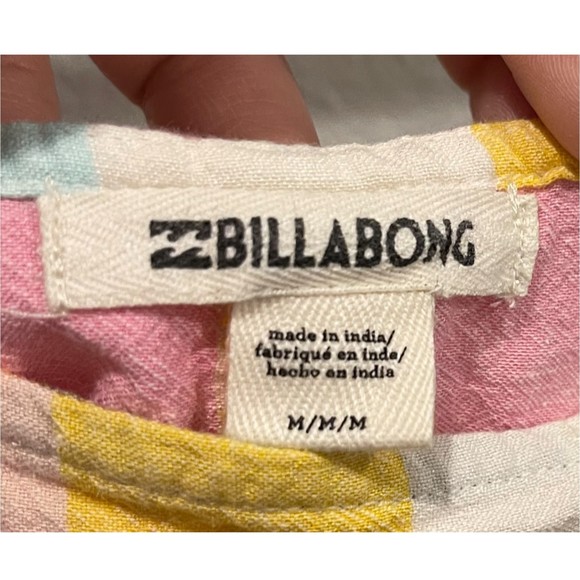 BILLABONG
made in india/
fabriqué en inde/
hecho en india
M/M/M